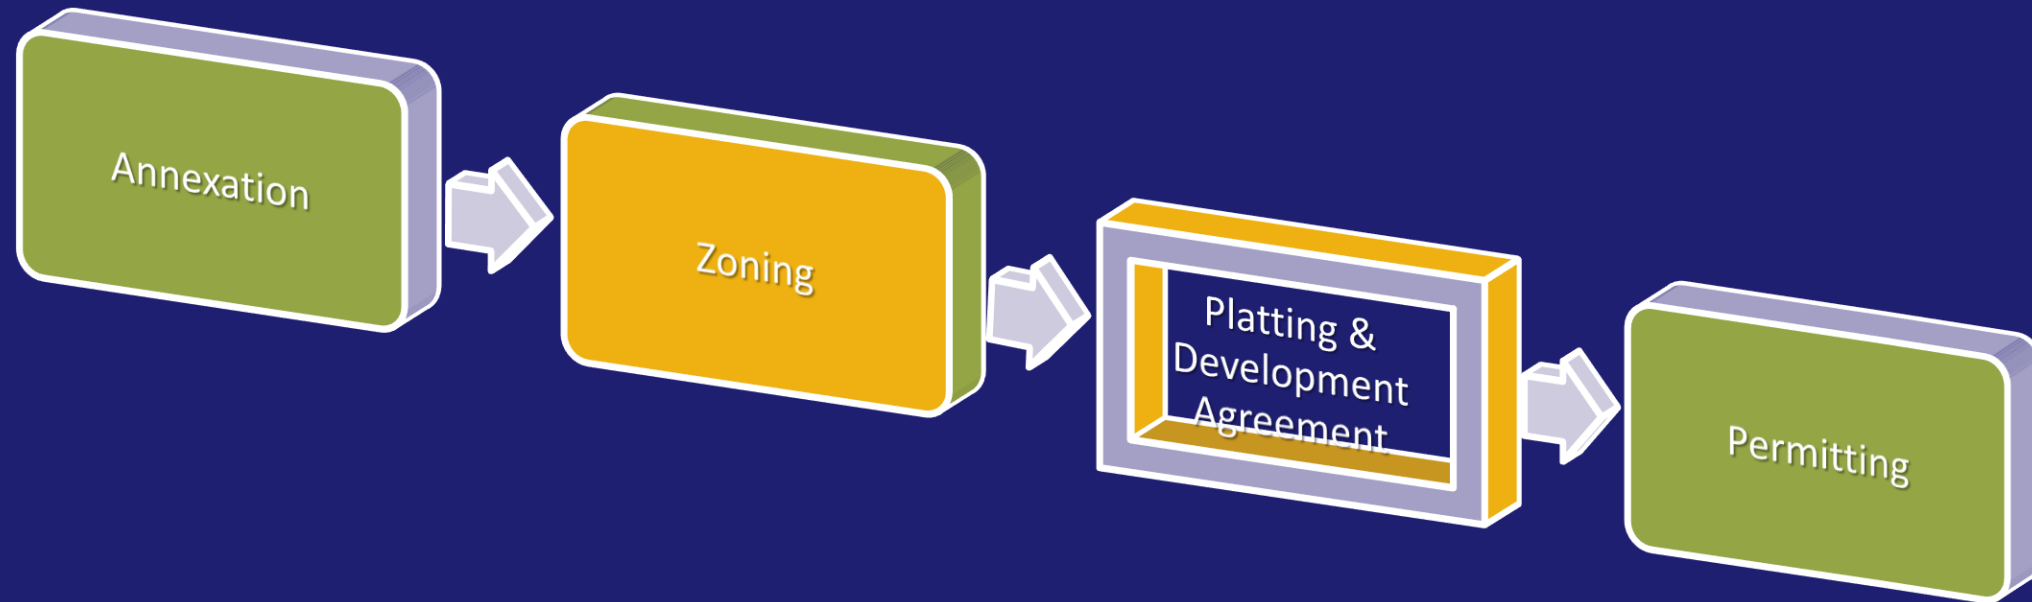 Annexation
Zoning
Platting &
Development
Agreement
Permitting